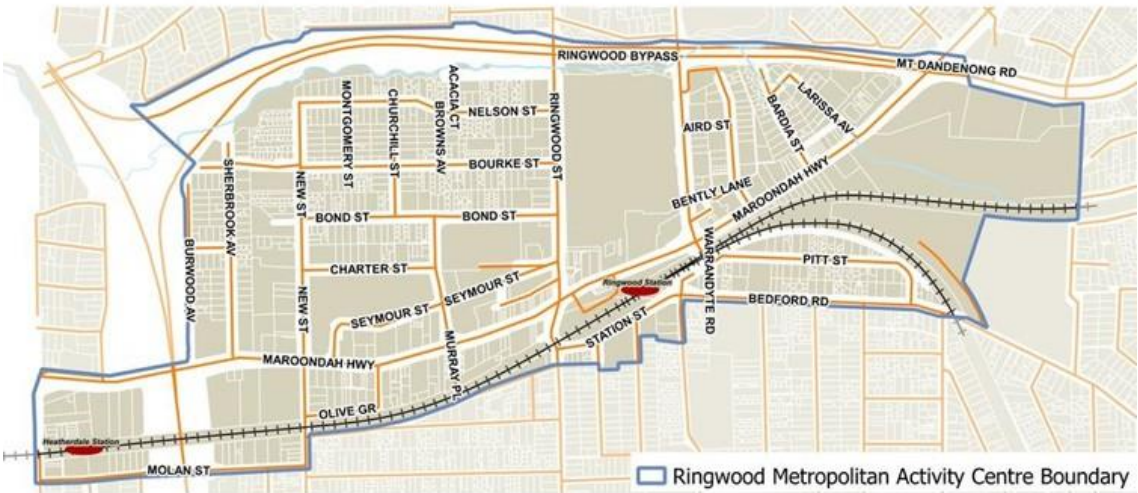 RINGWOOD BYPASS
MT DANDENONG RD
ACACIA CT
MONTGOMERY ST
CHURCHILL ST
BROWNS AV
NELSON ST
RINGWOOD ST
AIRD ST
BARDIA ST
LARISSA AV
SHERBROOK AV
NEW ST
BOURKE ST
BENTLY LANE
MAROONDAH HWY
BOND ST
BOND ST
BURWOOD AV
CHARTER ST
WARRANDYTE RD
PITT ST
SEYMOUR ST
Ringwood Station
NEW ST
SEYMOUR ST
BEDFORD RD
STATION ST
MURRAY PL
MAROONDAH HWY
OLIVE GR
Heatherdale Station
MOLAN ST
Ringwood Metropolitan Activity Centre Boundary